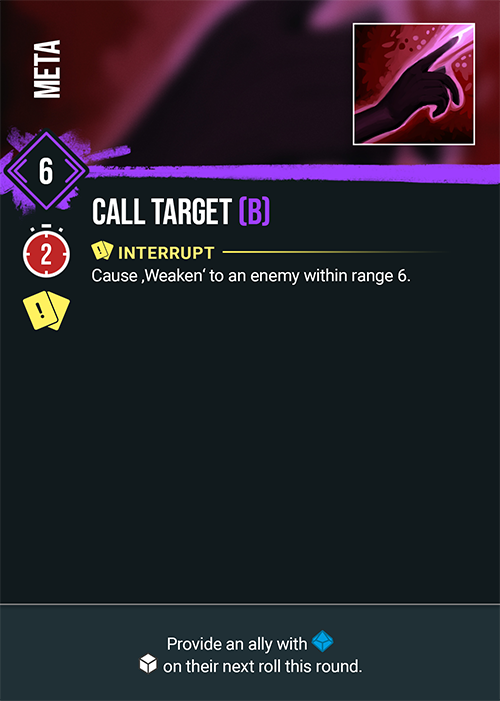 META
6
CALL TARGET (B)
2
! INTERRUPT
Cause ‚Weaken‘ to an enemy within range 6.
!
Provide an ally with
on their next roll this round.